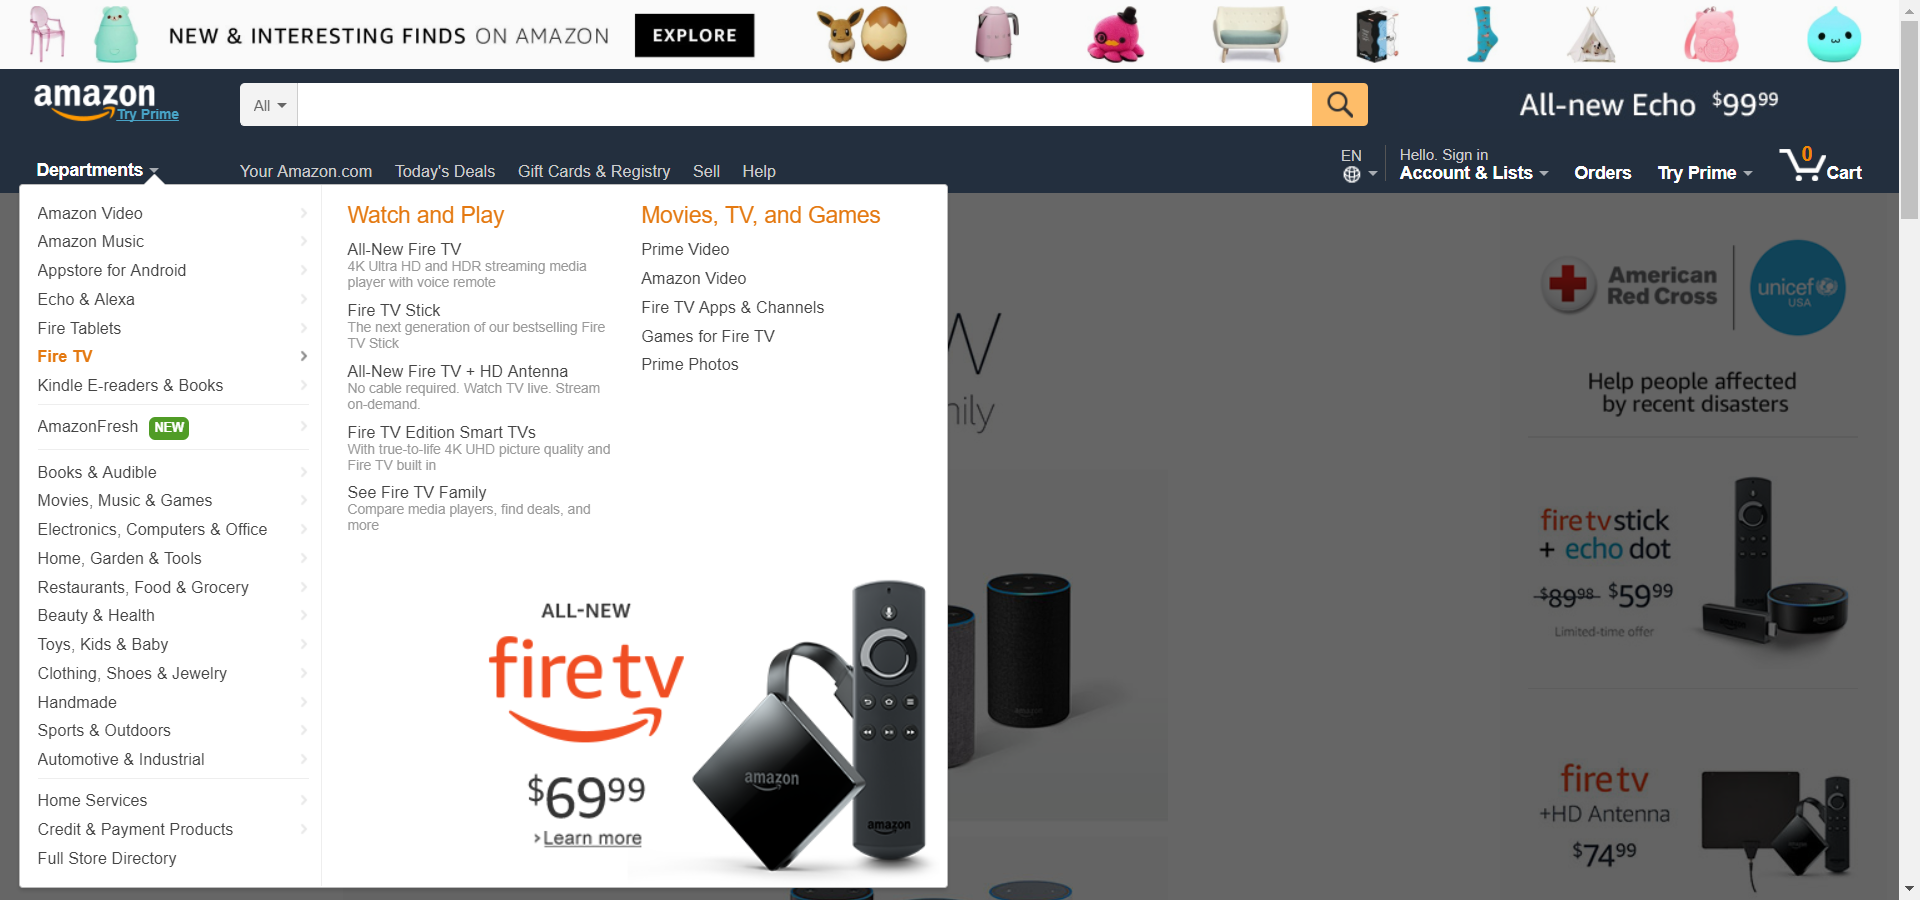 NEW & INTERESTING FINDS ON AMAZON
EXPLORE
amazon
Try Prime
All
All-new Echo $99.99
Departments
Your Amazon.com
Today's Deals
Gift Cards & Registry
Sell
Help
EN
Hello. Sign in
Account & Lists
Orders
Try Prime
0
Cart
Amazon Video
Amazon Music
Appstore for Android
Echo & Alexa
Fire Tablets
Fire TV
Kindle E-readers & Books
AmazonFresh NEW
Books & Audible
Movies, Music & Games
Electronics, Computers & Office
Home, Garden & Tools
Restaurants, Food & Grocery
Beauty & Health
Toys, Kids & Baby
Clothing, Shoes & Jewelry
Handmade
Sports & Outdoors
Automotive & Industrial
Home Services
Credit & Payment Products
Full Store Directory
Watch and Play
All-New Fire TV
4K Ultra HD and HDR streaming media
player with voice remote
Fire TV Stick
The next generation of our bestselling Fire
TV Stick
All-New Fire TV + HD Antenna
No cable required. Watch TV live. Stream
on-demand.
Fire TV Edition Smart TVs
With true-to-life 4K UHD picture quality and
Fire TV built in
See Fire TV Family
Compare media players, find deals, and
more
Movies, TV, and Games
Prime Video
Amazon Video
Fire TV Apps & Channels
Games for Fire TV
Prime Photos
ALL-NEW
fire tv
$69 99
›Learn more
amazon
amazon
W
nily
amazon
American
Red Cross
unicef
USA
Help people affected
by recent disasters
fire tv stick
+ echo dot
$89 98 $59 99
Limited-time offer
fire tv
+HD Antenna
$74 99